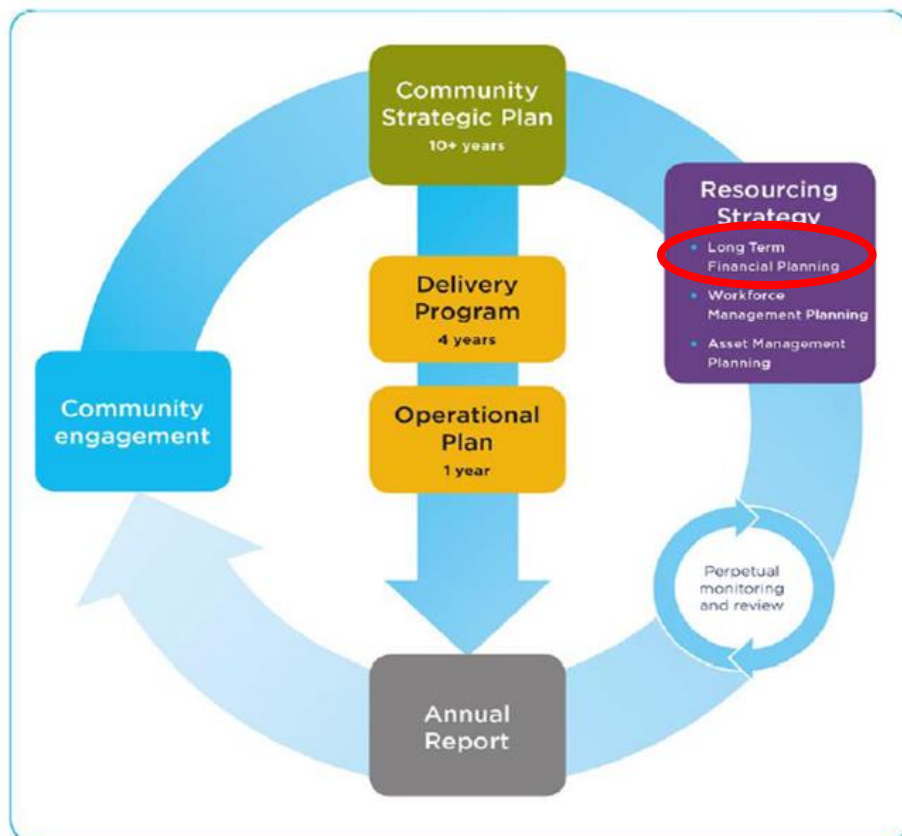 Community
Strategic Plan
10+ years
Resourcing
Strategy
Long Term
Financial Planning
Workforce
Management Planning
Asset Management
Planning
Delivery
Program
4 years
Community
engagement
Operational
Plan
1 year
Perpetual
monitoring
and review
Annual
Report